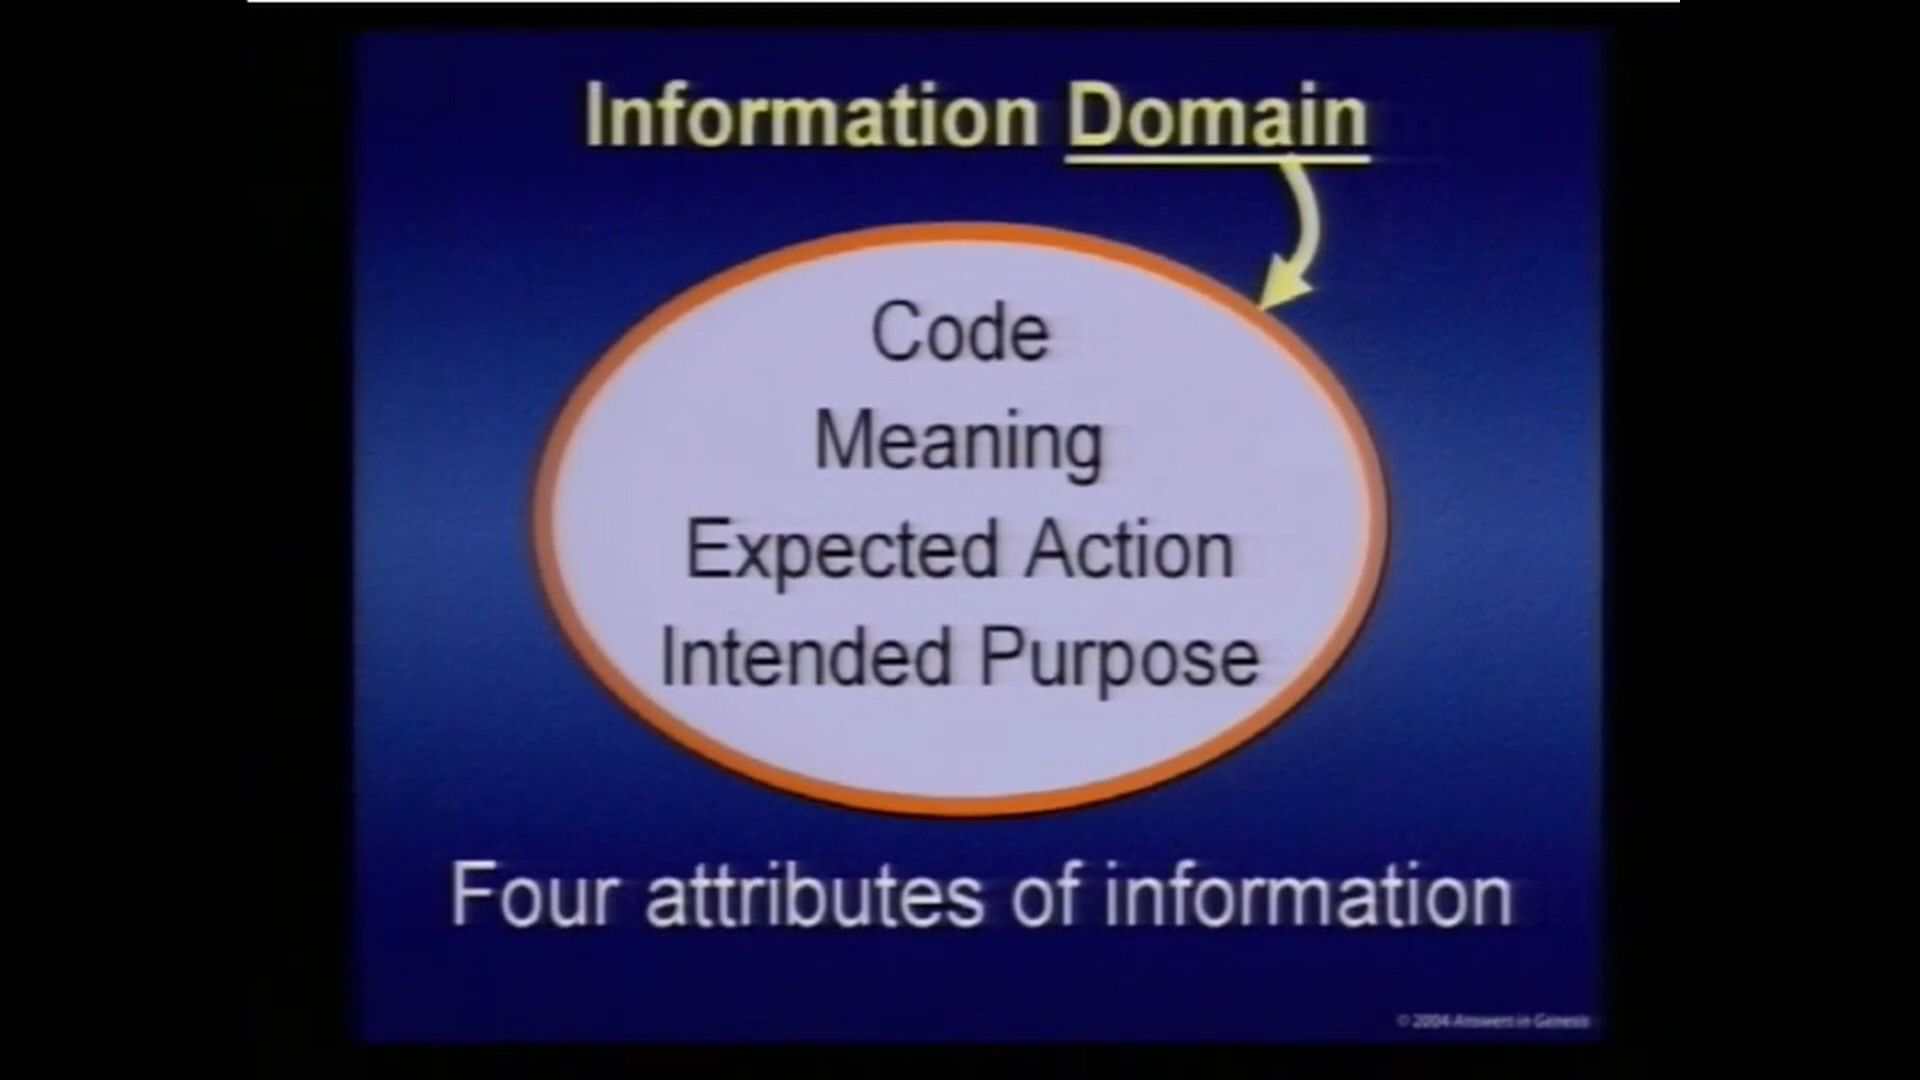 Information Domain
Code
Meaning
Expected Action
Intended Purpose
Four attributes of information
© 2004 Answers in Genesis